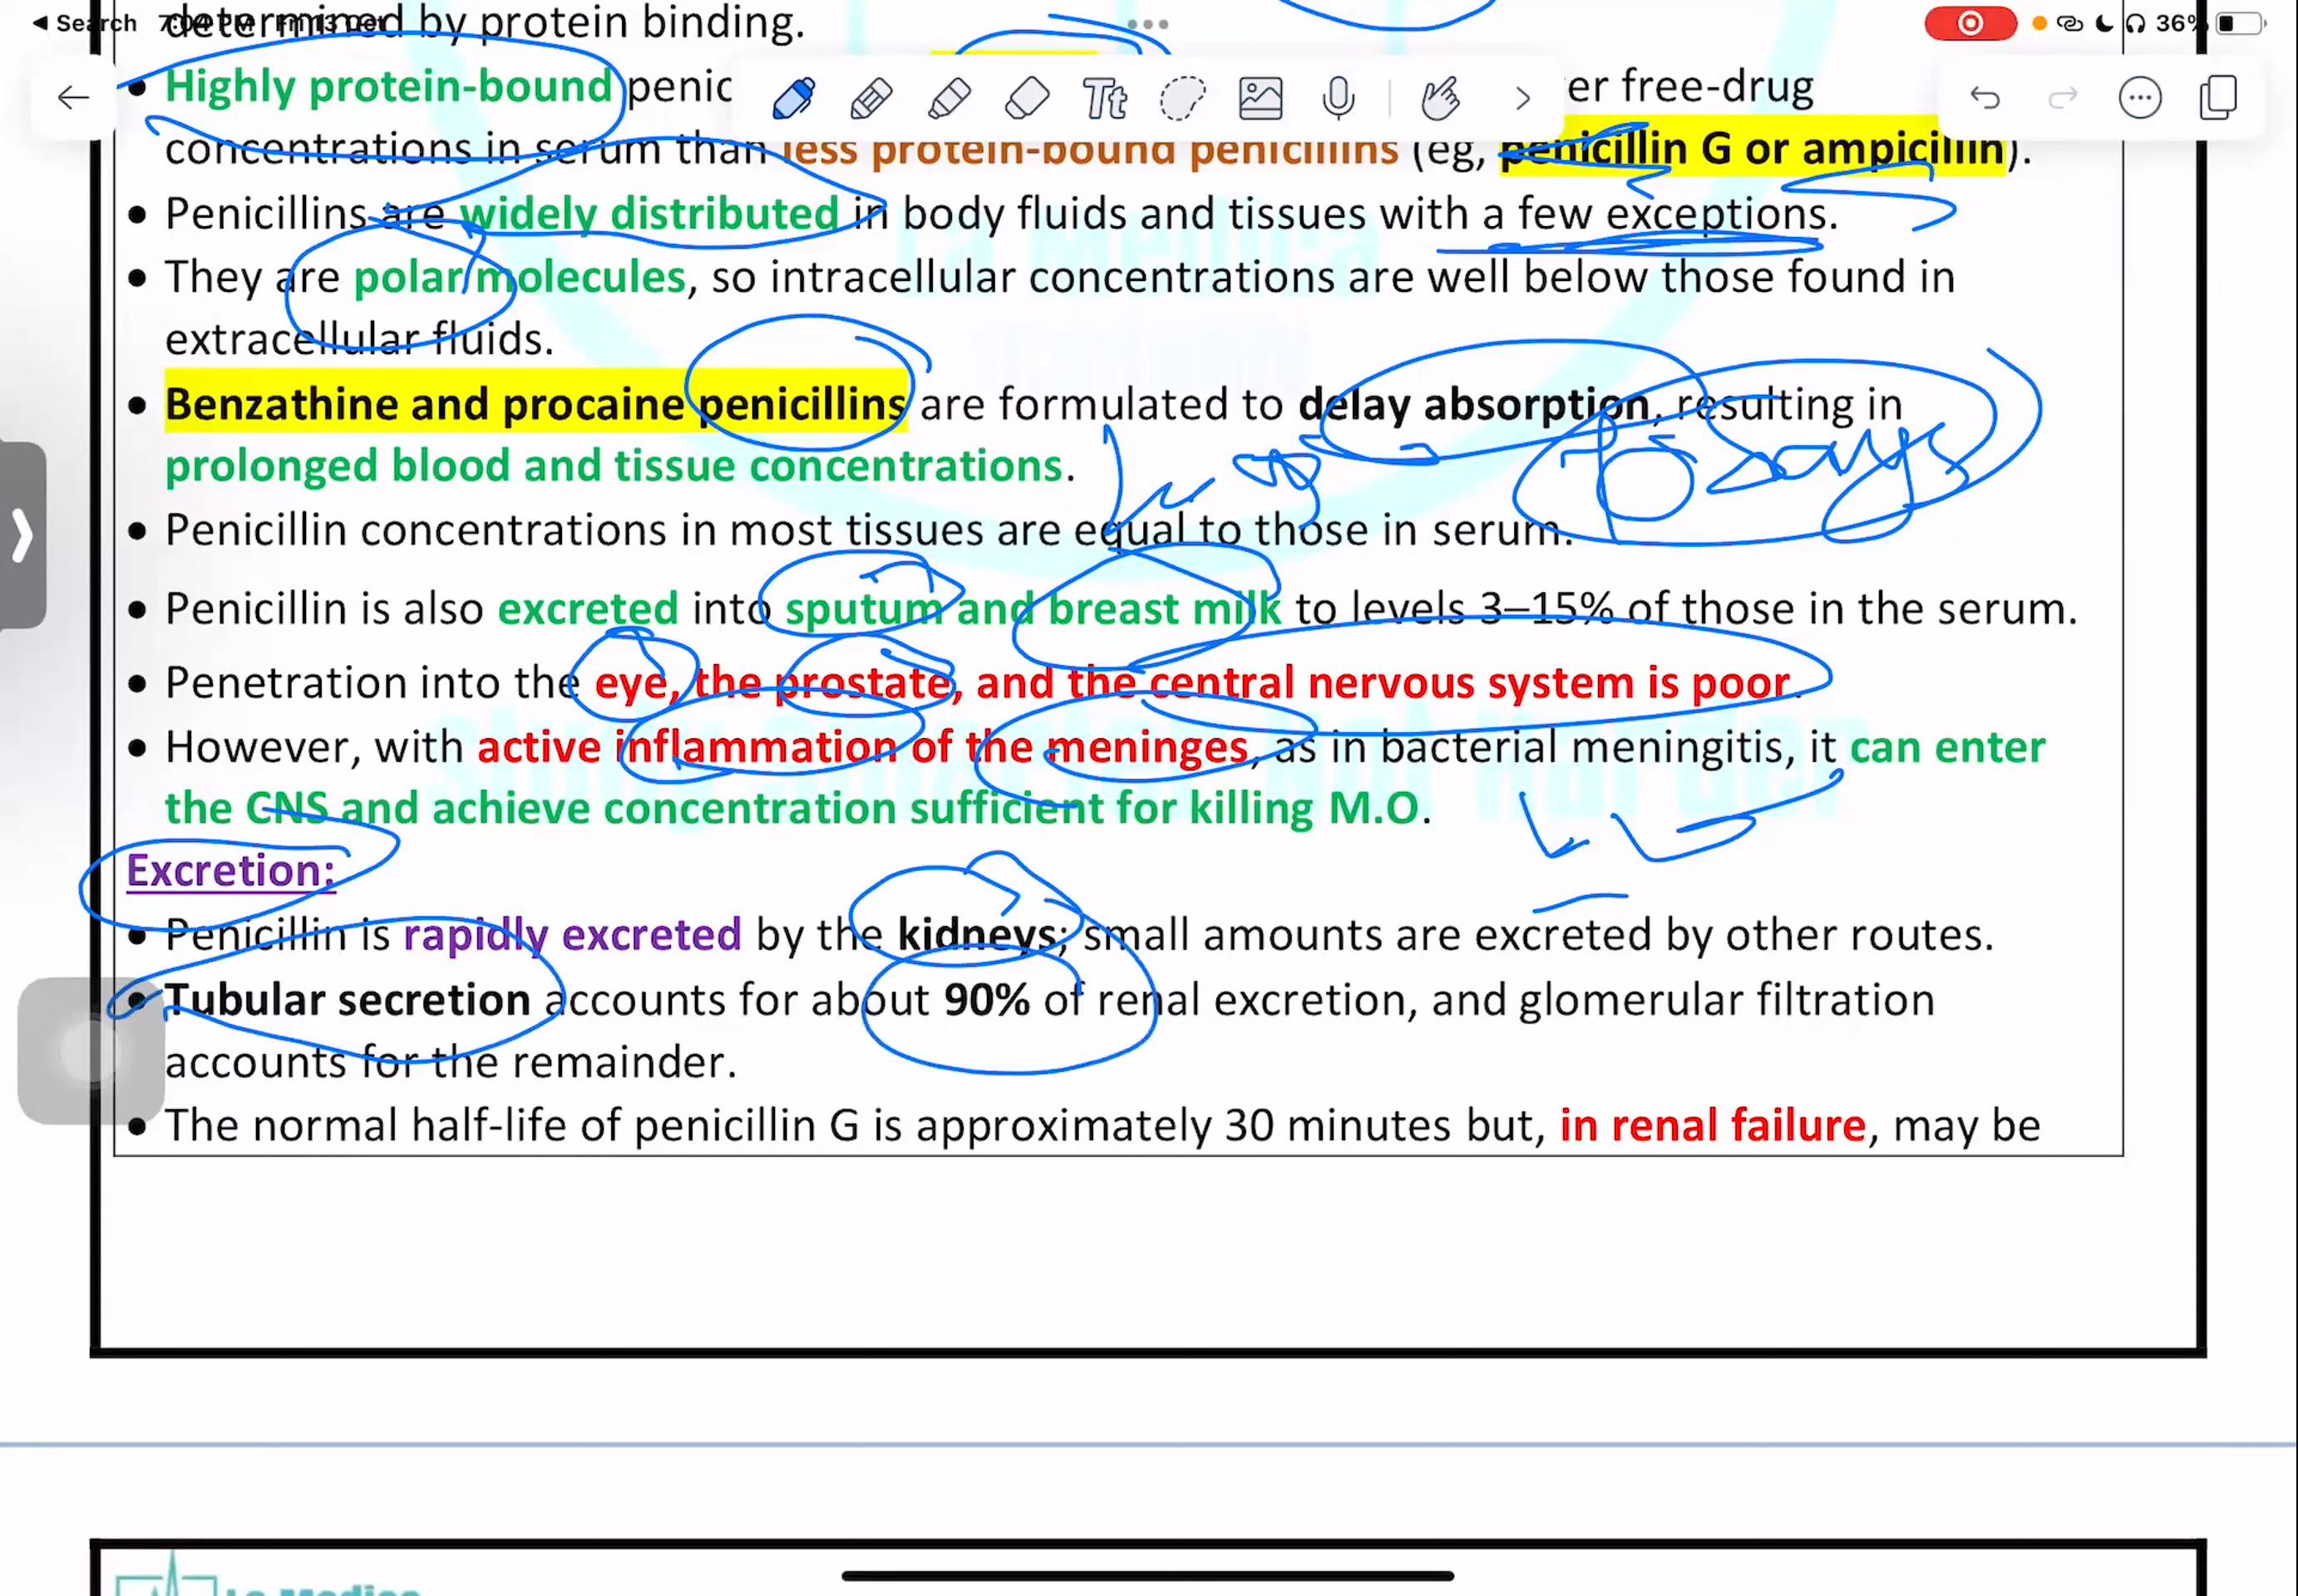 Search 7:04 PM Fri 13 Oct 36%
determined by protein binding.
• Highly protein-bound penic er free-drug
Tt
concentrations in serum than less protein-bound penicillins (eg, penicillin G or ampicillin).
• Penicillins are widely distributed in body fluids and tissues with a few exceptions.
• They are polar molecules, so intracellular concentrations are well below those found in
extracellular fluids.
• Benzathine and procaine penicillins are formulated to delay absorption, resulting in
prolonged blood and tissue concentrations.
• Penicillin concentrations in most tissues are equal to those in serum.
• Penicillin is also excreted into sputum and breast milk to levels 3–15% of those in the serum.
• Penetration into the eye, the prostate, and the central nervous system is poor.
• However, with active inflammation of the meninges, as in bacterial meningitis, it can enter
the CNS and achieve concentration sufficient for killing M.O.
Excretion:
• Penicillin is rapidly excreted by the kidneys; small amounts are excreted by other routes.
• Tubular secretion accounts for about 90% of renal excretion, and glomerular filtration
accounts for the remainder.
• The normal half-life of penicillin G is approximately 30 minutes but, in renal failure, may be